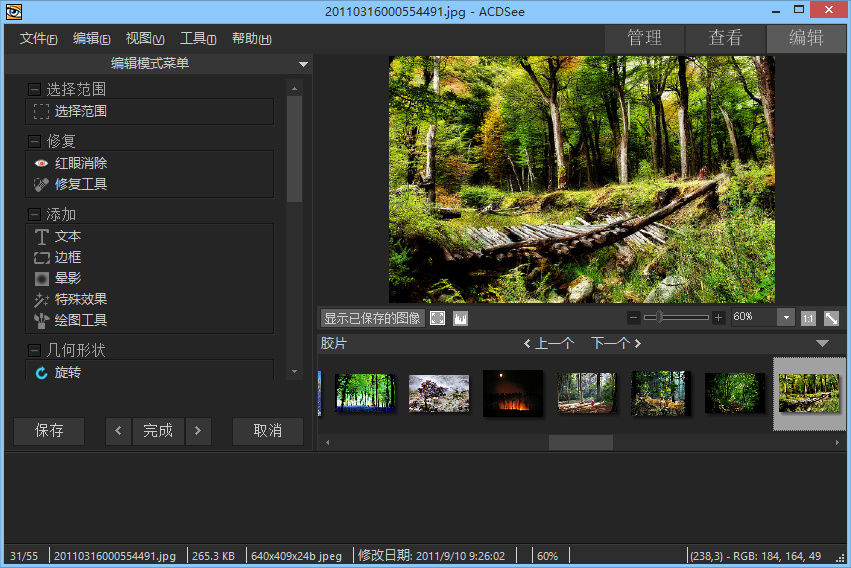 20110316000554491.jpg - ACDSee
文件(F) 编辑(E) 视图(V) 工具(T) 帮助(H)
管理 查看 编辑
编辑模式菜单
选择范围
选择范围
修复
红眼消除
修复工具
添加
文本
边框
晕影
特殊效果
绘图工具
几何形状
旋转
保存 完成 取消
显示已保存的图像
60%
1:1
胶片 上一个 下一个
31/55 20110316000554491.jpg 265.3 KB 640x409x24b jpeg 修改日期: 2011/9/10 9:26:02 60% (238,3) - RGB: 184, 164, 49